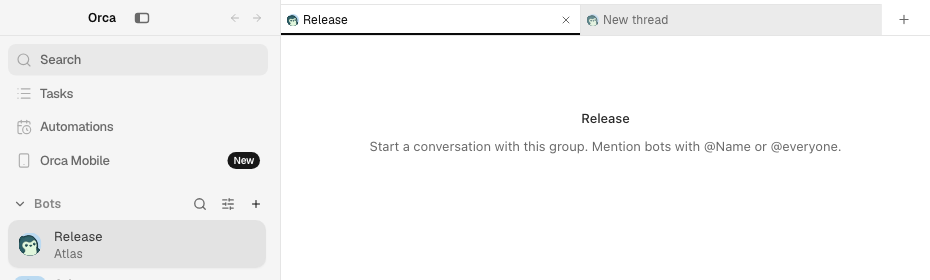 Orca
Release
New thread
Search
Tasks
Automations
Orca Mobile
New
Bots
Release
Atlas
Release
Start a conversation with this group. Mention bots with @Name or @everyone.